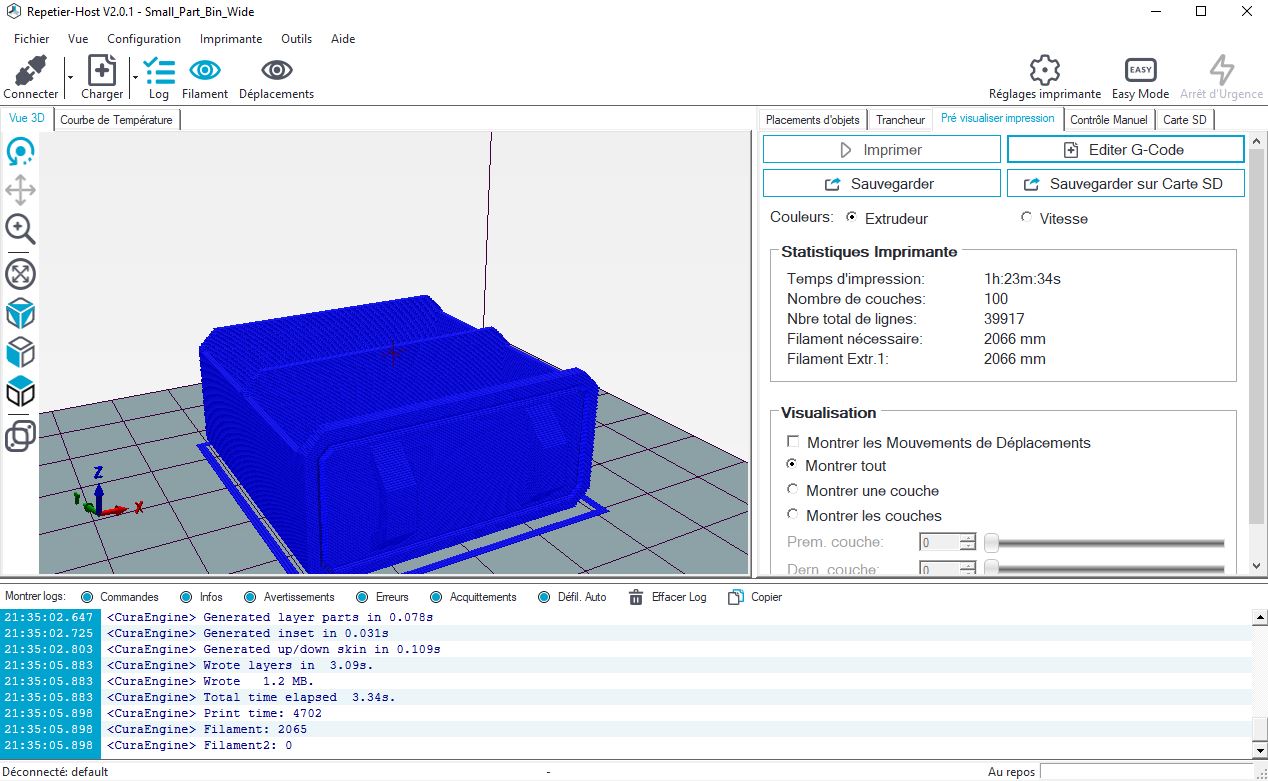 Repetier-Host V2.0.1 - Small_Part_Bin_Wide
Fichier Vue Configuration Imprimante Outils Aide
Connecter Charger Log Filament Déplacements Réglages imprimante EASY Easy Mode Arrêt d'Urgence
Vue 3D Courbe de Température
Placements d'objets Trancheur Pré visualiser impression Contrôle Manuel Carte SD
Imprimer Editer G-Code
Sauvegarder Sauvegarder sur Carte SD
Couleurs: Extrudeur Vitesse
Statistiques Imprimante
Temps d'impression: 1h:23m:34s
Nombre de couches: 100
Nbre total de lignes: 39917
Filament nécessaire: 2066 mm
Filament Extr.1: 2066 mm
Visualisation
Montrer les Mouvements de Déplacements
Montrer tout
Montrer une couche
Montrer les couches
Prem. couche: 0
Dern. couche: 0
Z
Y
X
Montrer logs: Commandes Infos Avertissements Erreurs Acquittements Défil. Auto Effacer Log Copier
21:35:02.647 <CuraEngine> Generated layer parts in 0.078s
21:35:02.725 <CuraEngine> Generated inset in 0.031s
21:35:02.803 <CuraEngine> Generated up/down skin in 0.109s
21:35:05.883 <CuraEngine> Wrote layers in 3.09s.
21:35:05.883 <CuraEngine> Wrote 1.2 MB.
21:35:05.883 <CuraEngine> Total time elapsed 3.34s.
21:35:05.898 <CuraEngine> Print time: 4702
21:35:05.898 <CuraEngine> Filament: 2065
21:35:05.898 <CuraEngine> Filament2: 0
Déconnecté: default - Au repos